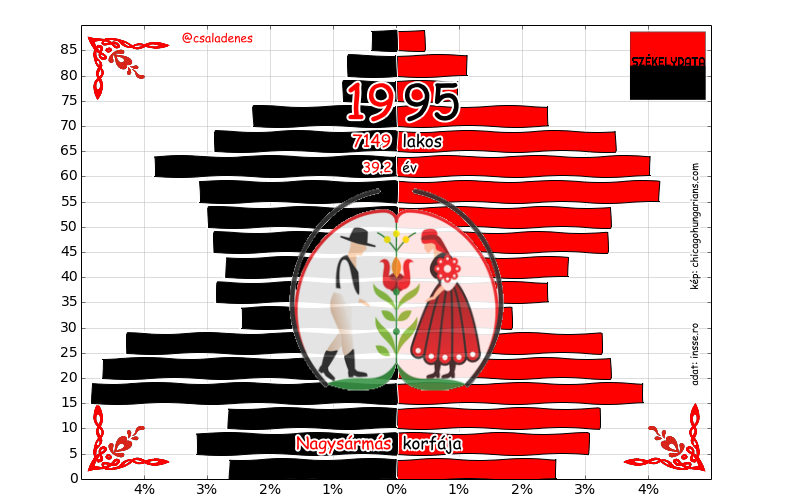 @csaladenes
SZÉKELYDATA
1995
7149 lakos
39,2 év
kép: chicagohungarians.com
adat: insse.ro
Nagysármás korfája
85
80
75
70
65
60
55
50
45
40
35
30
25
20
15
10
5
0
4% 3% 2% 1% 0% 1% 2% 3% 4%